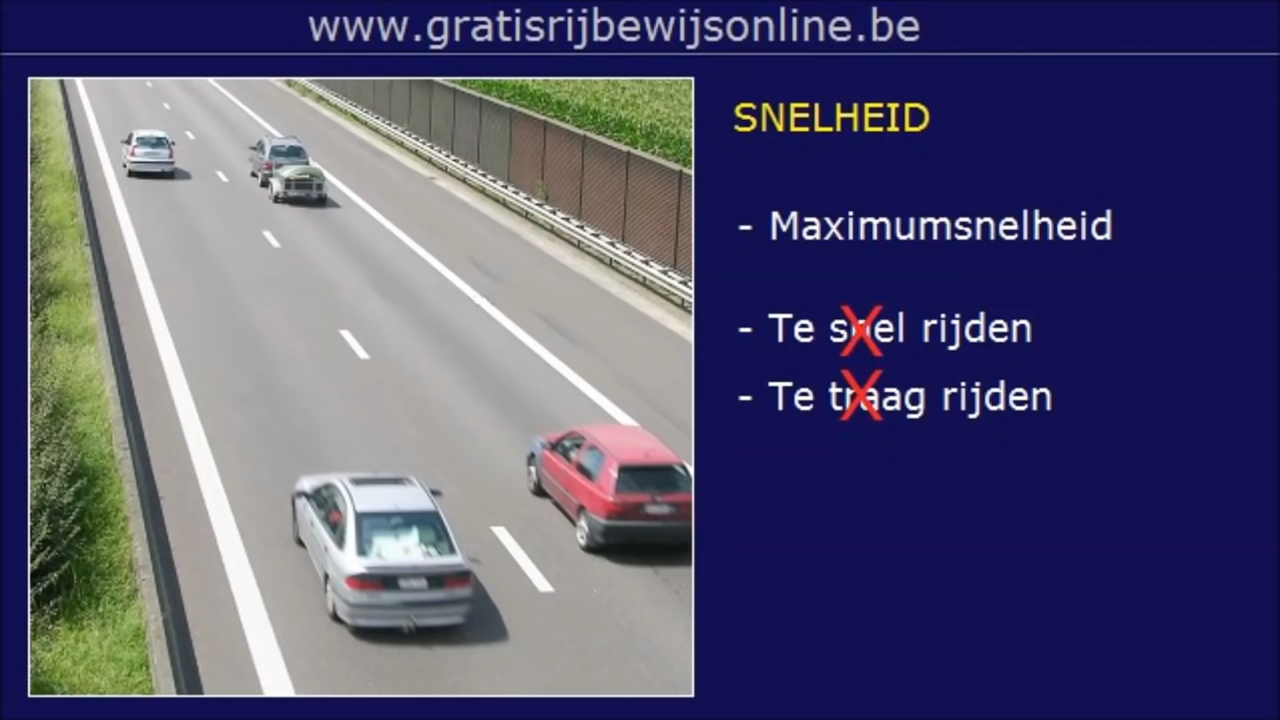 www.gratisrijbewijsonline.be
SNELHEID
- Maximumsnelheid
- Te snel rijden
- Te traag rijden